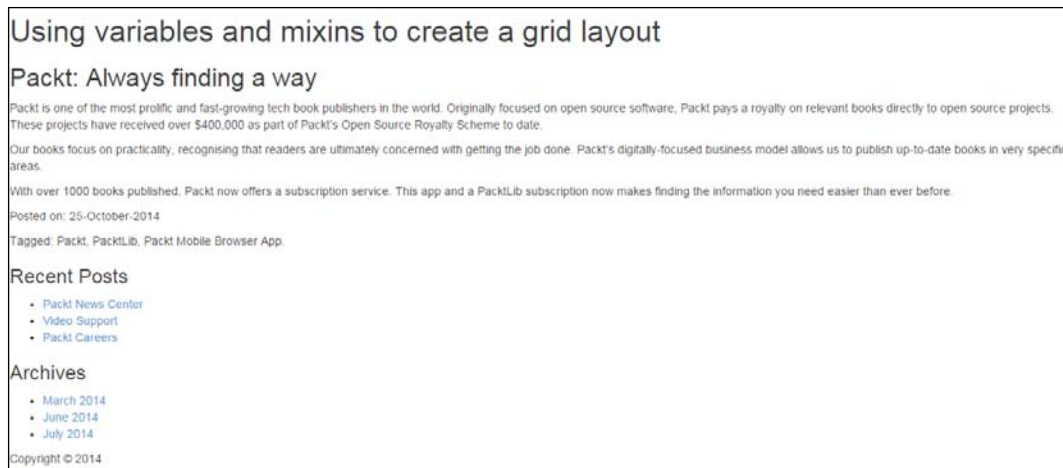 Using variables and mixins to create a grid layout
Packt: Always finding a way
Packt is one of the most prolific and fast-growing tech book publishers in the world. Originally focused on open source software, Packt pays a royalty on relevant books directly to open source projects.
These projects have received over $400,000 as part of Packt's Open Source Royalty Scheme to date.
Our books focus on practicality, recognising that readers are ultimately concerned with getting the job done. Packt's digitally-focused business model allows us to publish up-to-date books in very specific
areas.
With over 1000 books published, Packt now offers a subscription service. This app and a PacktLib subscription now makes finding the information you need easier than ever before.
Posted on: 25-October-2014
Tagged: Packt, PacktLib, Packt Mobile Browser App.
Recent Posts
• Packt News Center
• Video Support
• Packt Careers
Archives
• March 2014
• June 2014
• July 2014
Copyright © 2014